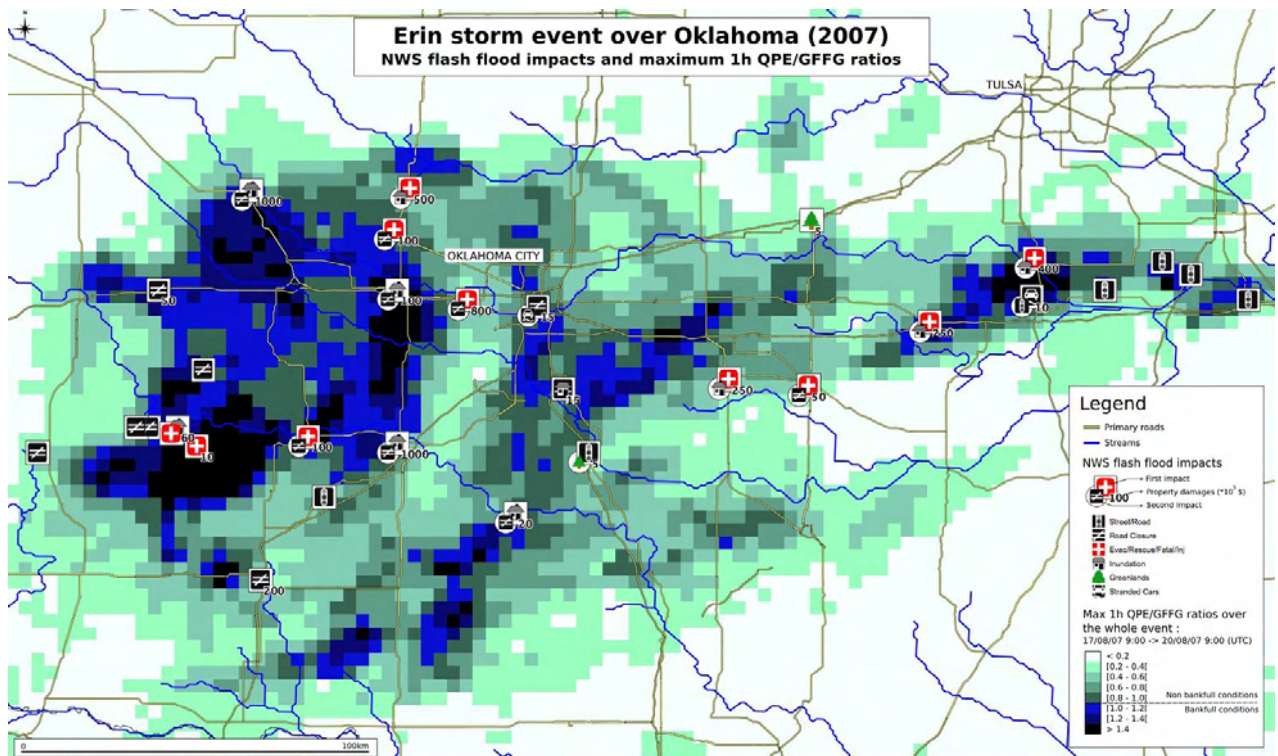 Erin storm event over Oklahoma (2007)
NWS flash flood impacts and maximum 1h QPE/GFFG ratios
TULSA
1000
500
5
100
OKLAHOMA CITY
400
50
100
800
15
10
250
250
50
15
60
10
100
1000
5
20
200
Legend
Primary roads
Streams
NWS flash flood impacts
First impact
Property damages (*10³ $)
100
Second impact
Street/Road
Road Closure
Evac/Rescue/Fatal/Inj
Inundation
Greenlands
Stranded Cars
Max 1h QPE/GFFG ratios over
the whole event :
17/08/07 9:00 -> 20/08/07 9:00 (UTC)
< 0.2
[0.2 - 0.4[
[0.4 - 0.6[
[0.6 - 0.8[
[0.8 - 1.0[ Non bankfull conditions
[1.0 - 1.2[ Bankfull conditions
[1.2 - 1.4[
> 1.4
0 100km